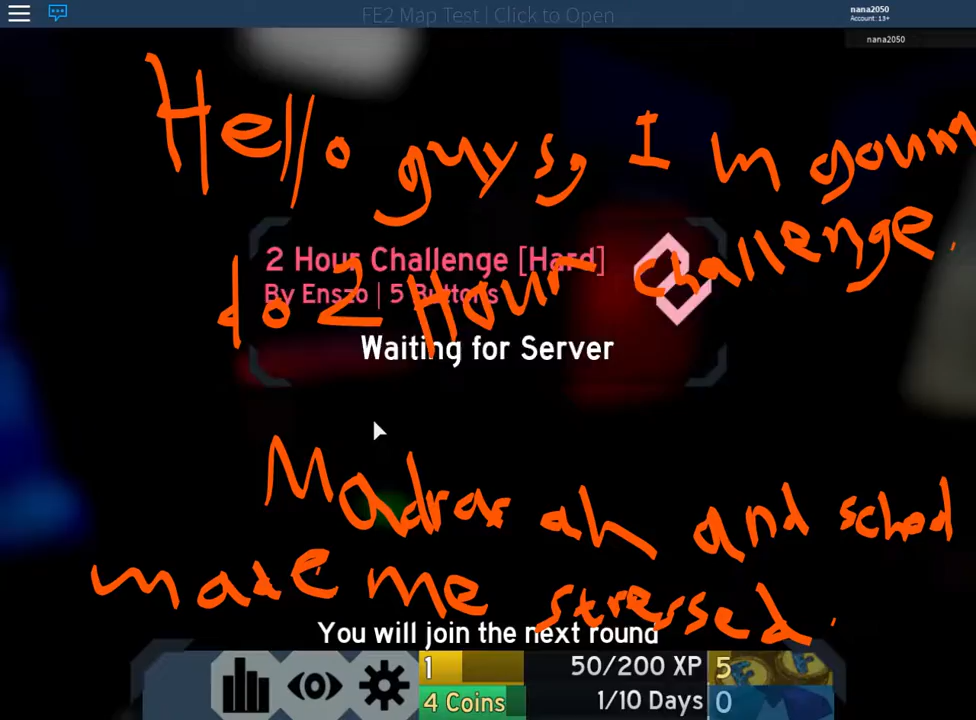 FE2 Map Test | Click to Open
nana2050
Account: 13+
nana2050
Hello guys, I m gounna
do 2 Hour challenge.
2 Hour Challenge [Hard]
By Enszo | 5 Buttons
Waiting for Server
Madrasah and school
made me stressed.
You will join the next round
1 50/200 XP 5
4 Coins 1/10 Days 0